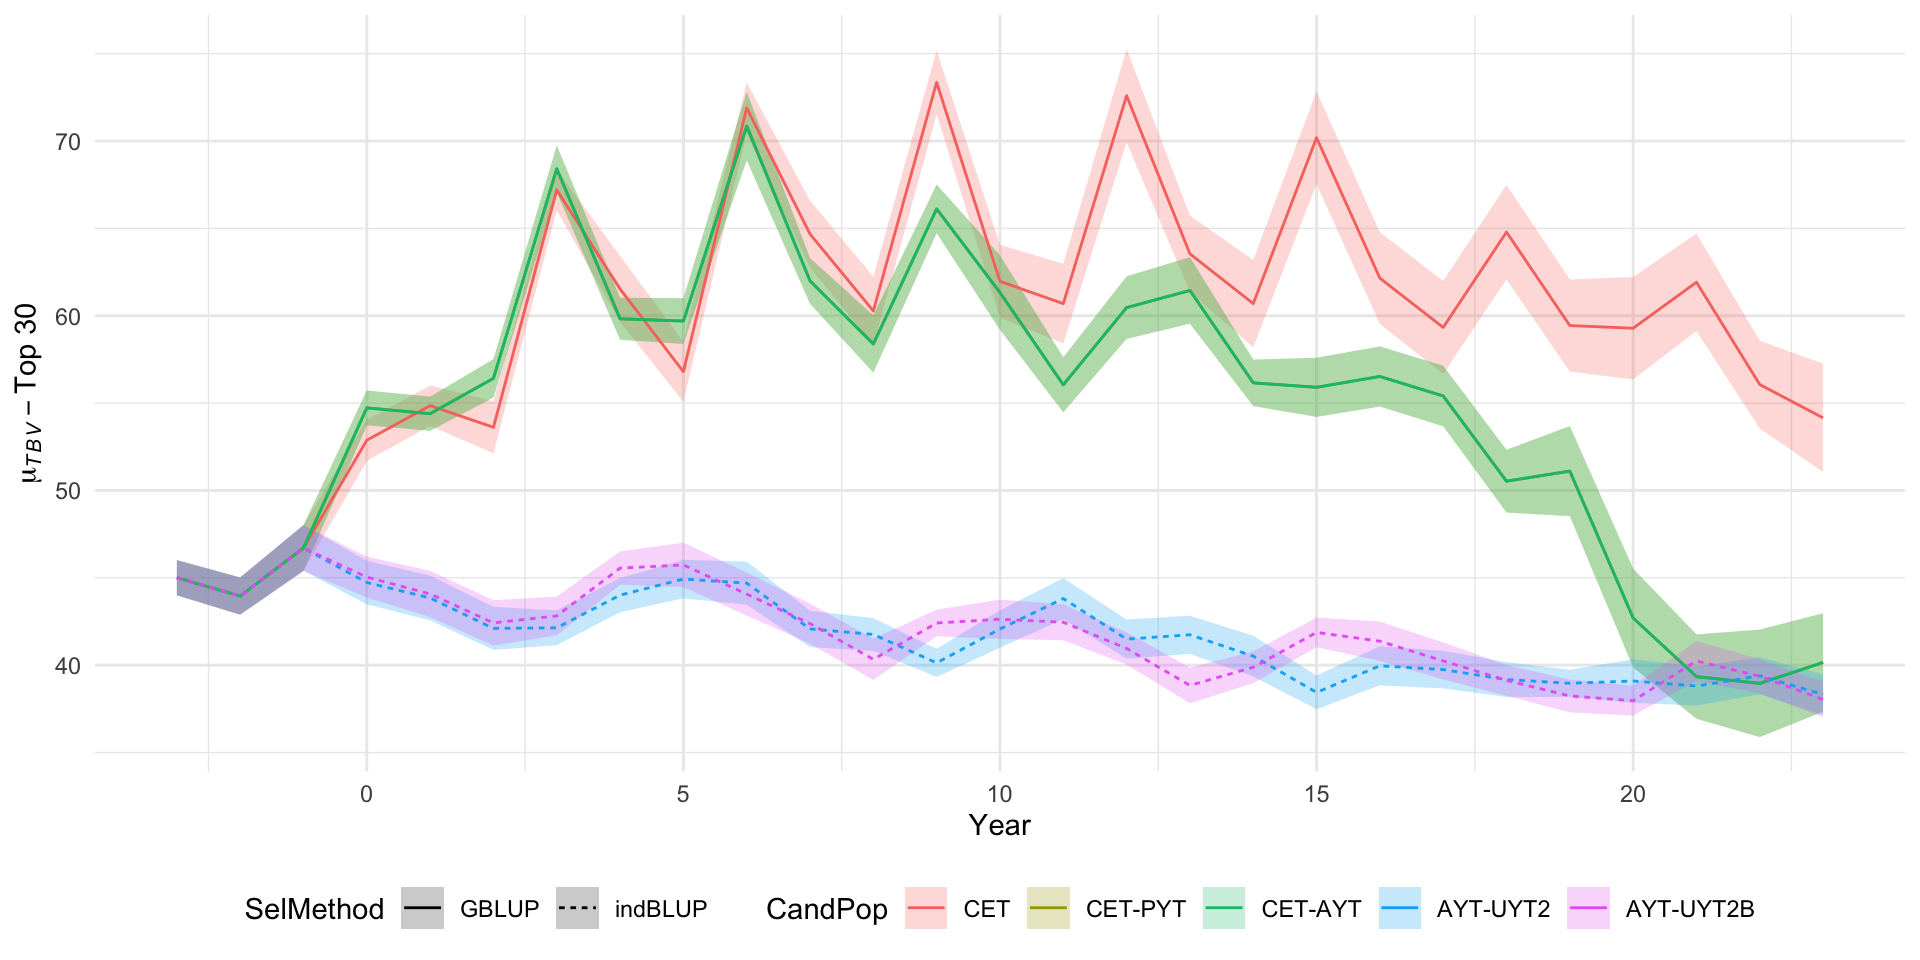 μTBV – Top 30
70
60
50
40
0 5 10 15 20
Year
SelMethod GBLUP indBLUP CandPop CET CET-PYT CET-AYT AYT-UYT2 AYT-UYT2B